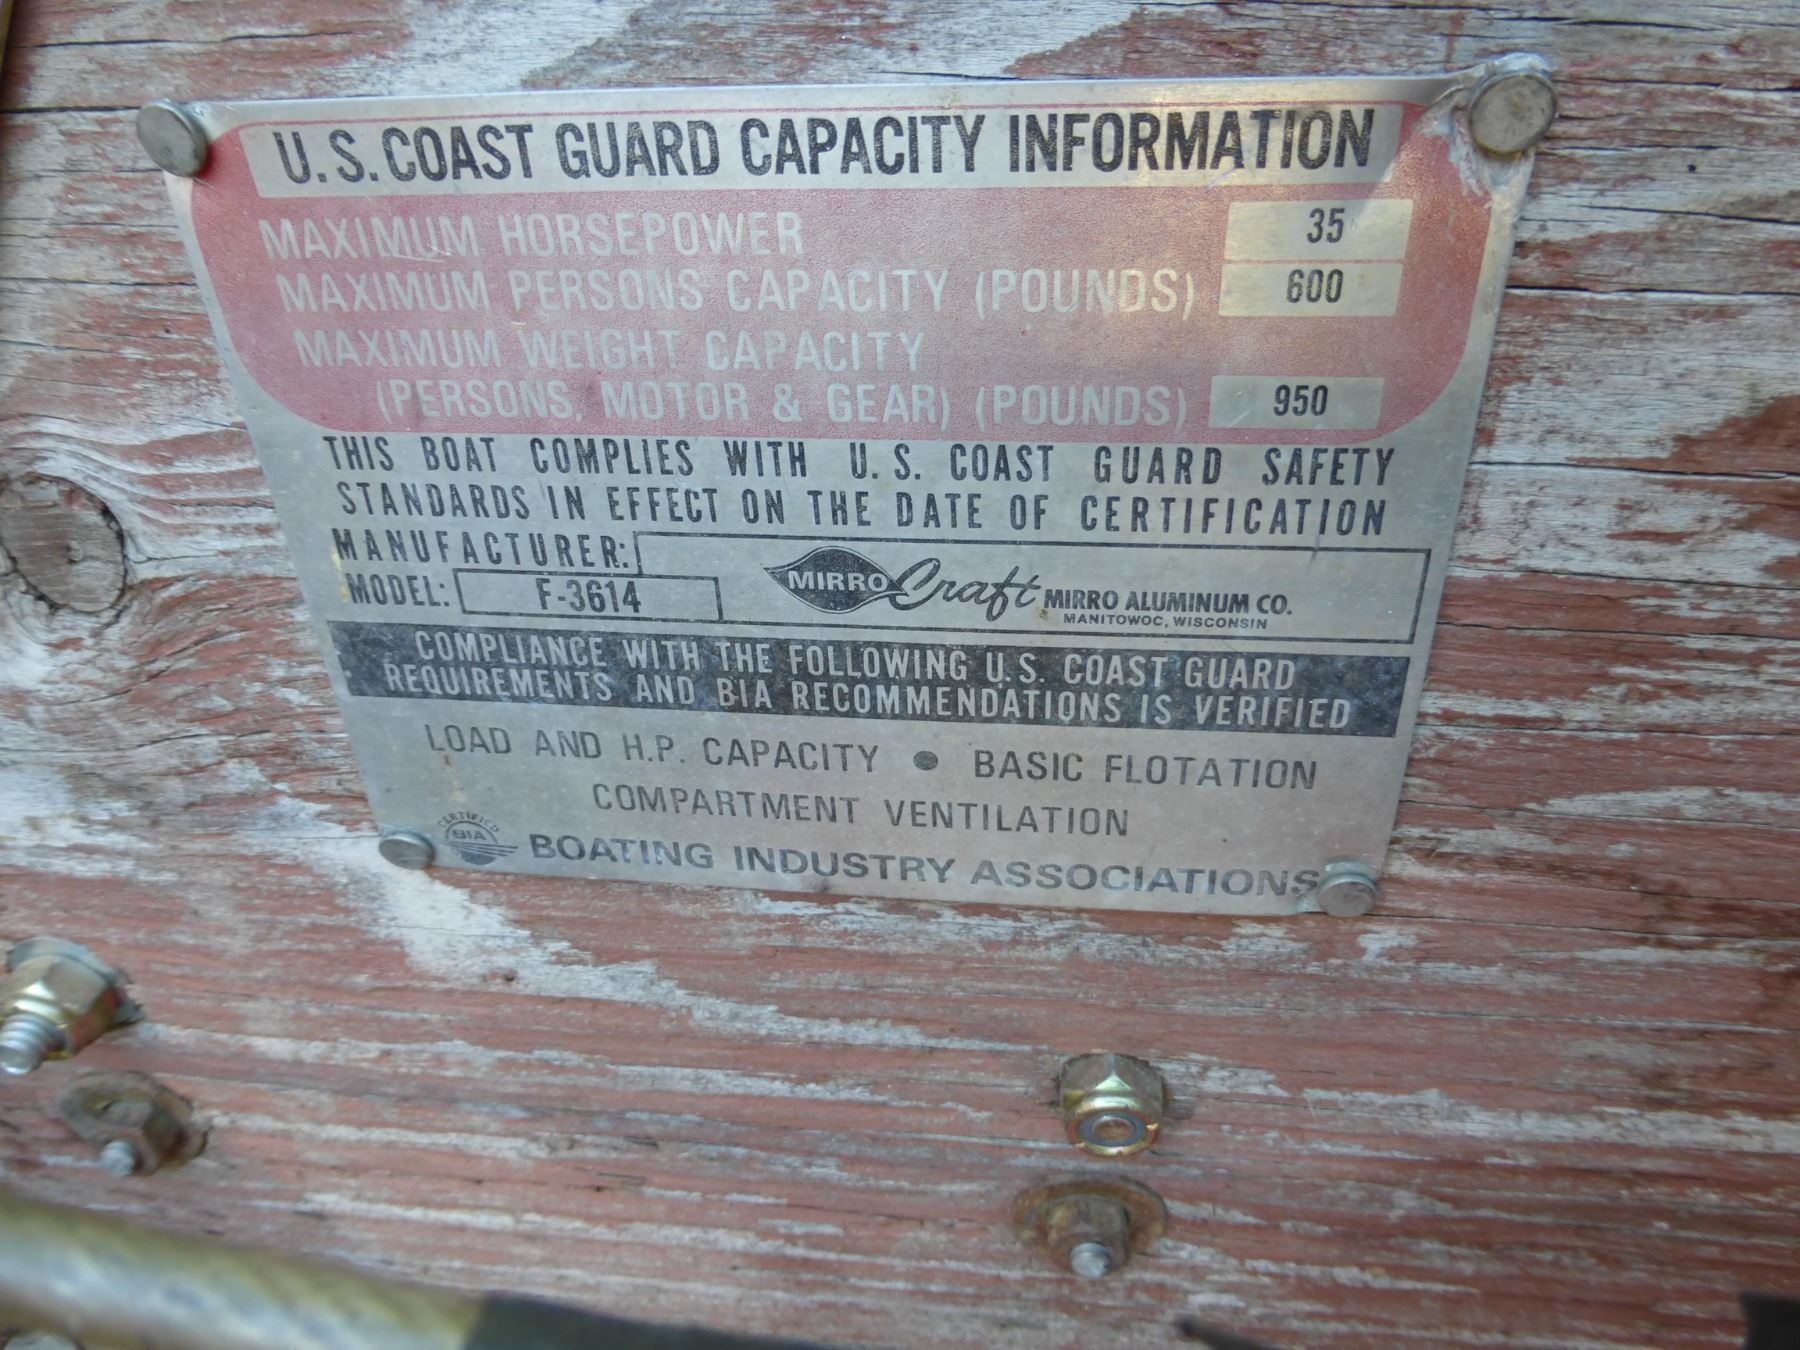 U.S. COAST GUARD CAPACITY INFORMATION
MAXIMUM HORSEPOWER 35
MAXIMUM PERSONS CAPACITY (POUNDS) 600
MAXIMUM WEIGHT CAPACITY
(PERSONS, MOTOR & GEAR) (POUNDS) 950
THIS BOAT COMPLIES WITH U.S. COAST GUARD SAFETY
STANDARDS IN EFFECT ON THE DATE OF CERTIFICATION
MANUFACTURER:
MIRRO Craft MIRRO ALUMINUM CO.
MANITOWOC, WISCONSIN
MODEL: F-3614
COMPLIANCE WITH THE FOLLOWING U.S. COAST GUARD
REQUIREMENTS AND BIA RECOMMENDATIONS IS VERIFIED
LOAD AND H.P. CAPACITY • BASIC FLOTATION
COMPARTMENT VENTILATION
CERTIFIED
BIA
BOATING INDUSTRY ASSOCIATIONS